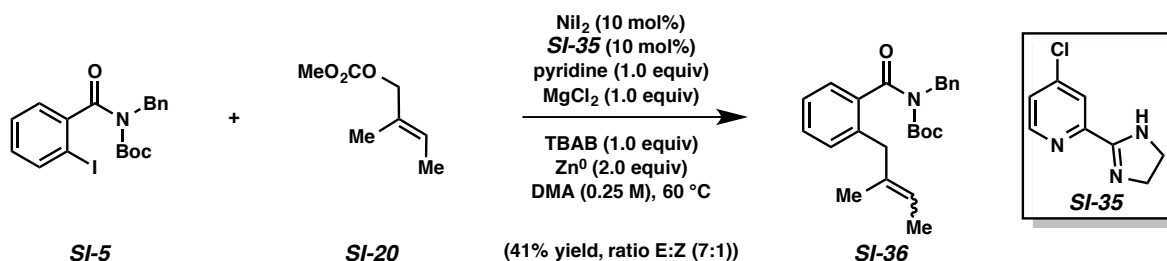 NiI2 (10 mol%)
SI-35 (10 mol%)
pyridine (1.0 equiv)
MgCl2 (1.0 equiv)
TBAB (1.0 equiv)
Zn0 (2.0 equiv)
DMA (0.25 M), 60 °C
(41% yield, ratio E:Z (7:1))
O
N
Bn
Boc
I
SI-5
+
MeO2CO
Me
Me
SI-20
O
N
Bn
Boc
Me
Me
SI-36
Cl
NH
N
N
SI-35